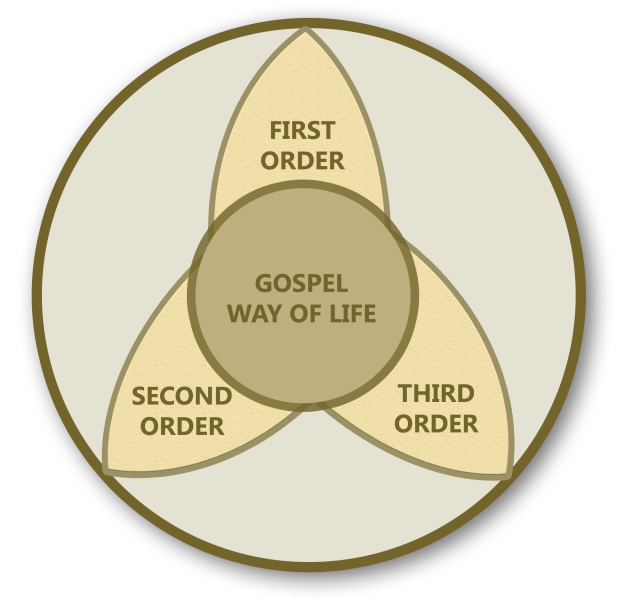 FIRST
ORDER
GOSPEL
WAY OF LIFE
SECOND
ORDER
THIRD
ORDER